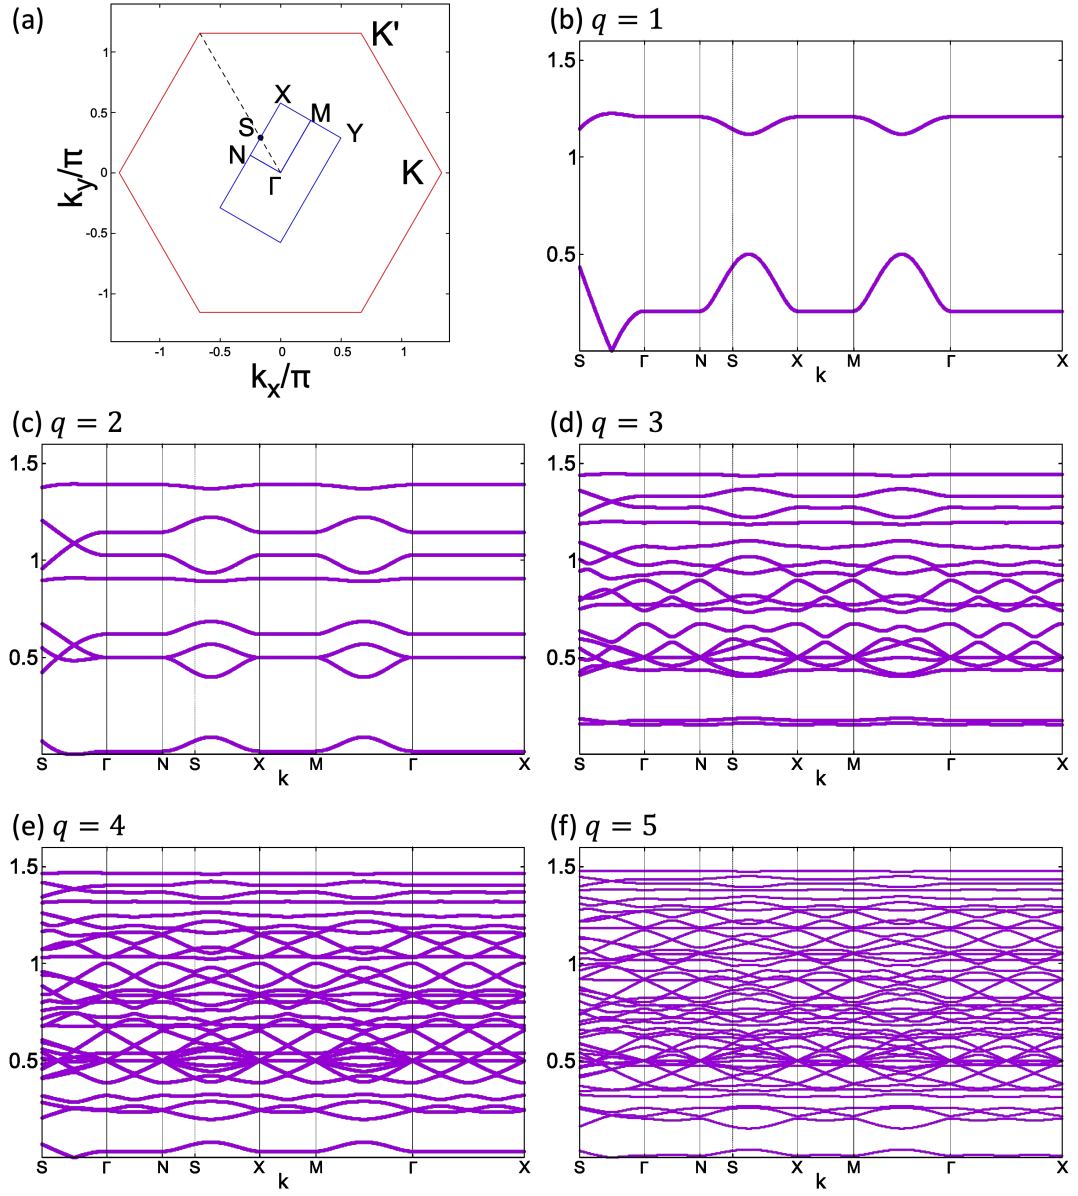 (a)
K'
X
M
S
Y
N
K
Γ
1
0.5
0
-0.5
-1
-1 -0.5 0 0.5 1
k_y/π
k_x/π
(b) q = 1
1.5
1
0.5
S Γ N S X M Γ X
k
(c) q = 2
1.5
1
0.5
S Γ N S X M Γ X
k
(d) q = 3
1.5
1
0.5
S Γ N S X M Γ X
k
(e) q = 4
1.5
1
0.5
S Γ N S X M Γ X
k
(f) q = 5
1.5
1
0.5
S Γ N S X M Γ X
k